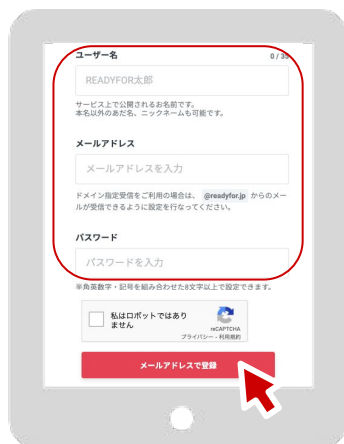 ユーザー名
0 / 35
READYFOR太郎
サービス上で公開されるお名前です。
本名以外のあだ名、ニックネームも可能です。
メールアドレス
メールアドレスを入力
ドメイン指定受信をご利用の場合は、 @readyfor.jp からのメー
ルが受信できるように設定を行なってください。
パスワード
パスワードを入力
※角英数字・記号を組み合わせた8文字以上で設定できます。
私はロボットではあり
ません
reCAPTCHA
プライバシー - 利用規約
メールアドレスで登録